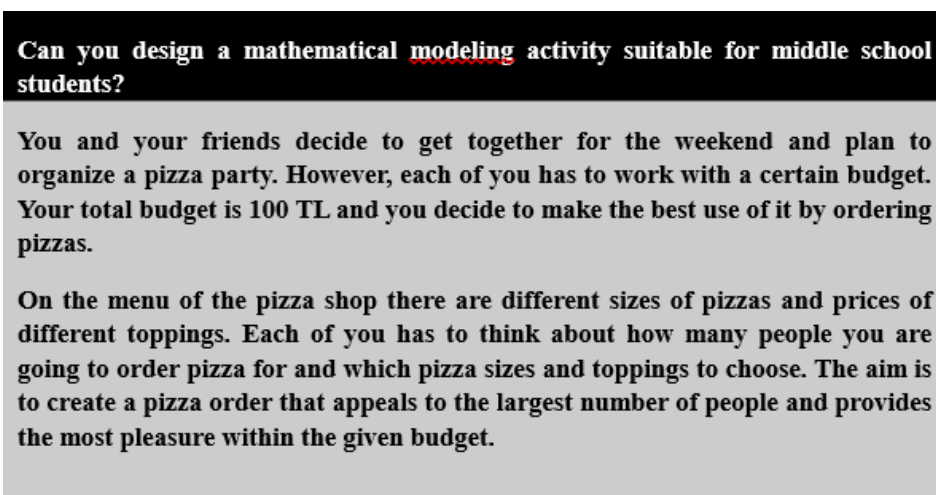 Can you design a mathematical modeling activity suitable for middle school
students?
You and your friends decide to get together for the weekend and plan to
organize a pizza party. However, each of you has to work with a certain budget.
Your total budget is 100 TL and you decide to make the best use of it by ordering
pizzas.
On the menu of the pizza shop there are different sizes of pizzas and prices of
different toppings. Each of you has to think about how many people you are
going to order pizza for and which pizza sizes and toppings to choose. The aim is
to create a pizza order that appeals to the largest number of people and provides
the most pleasure within the given budget.